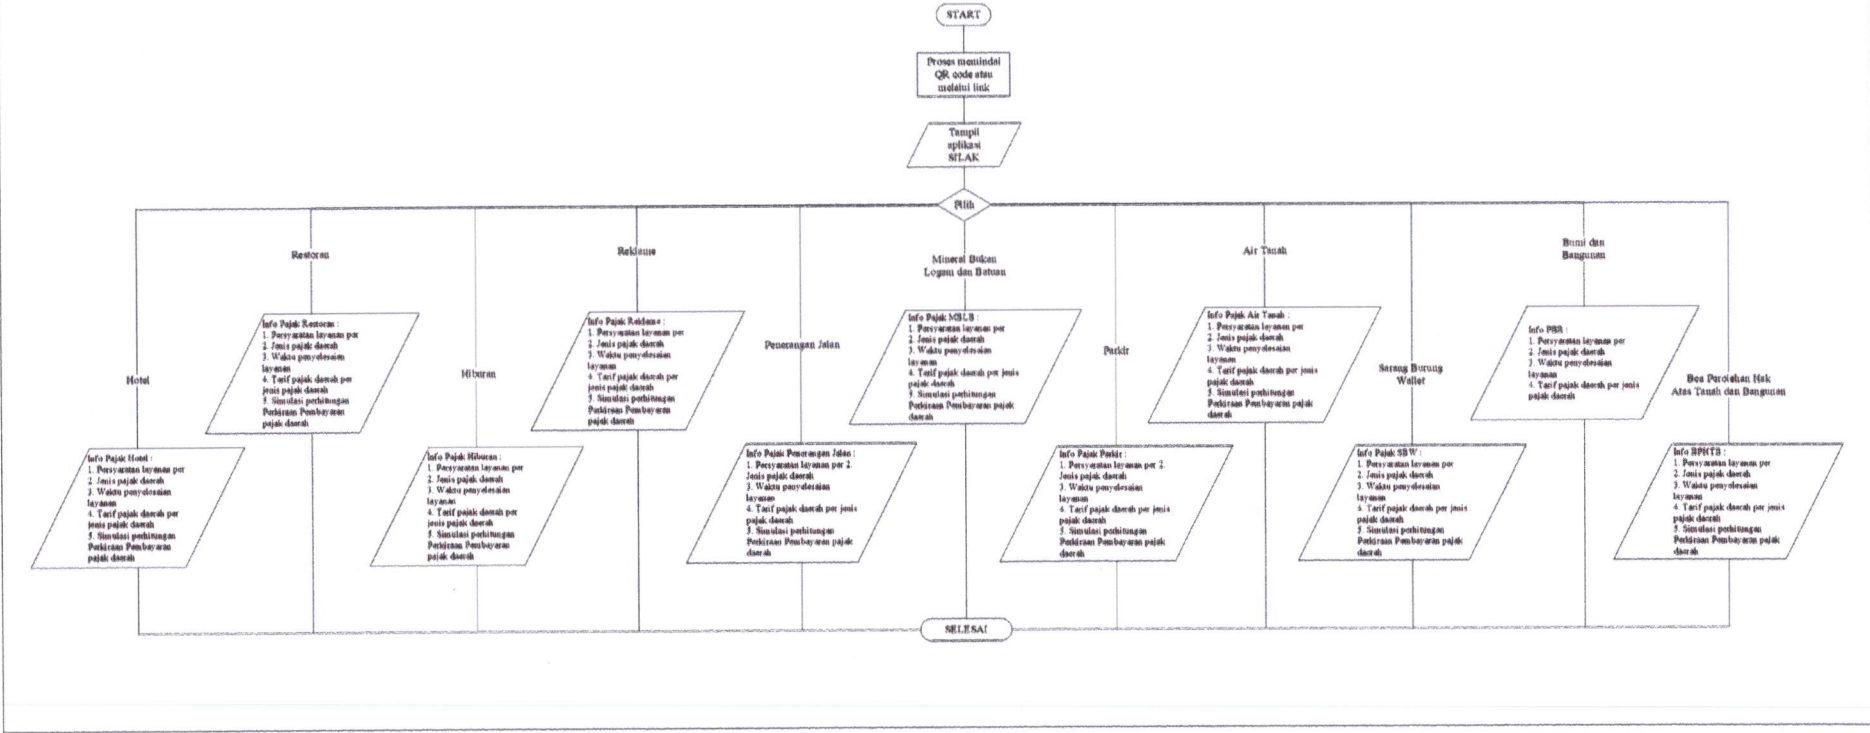 START
Proses memindai
QR code atau
melalui link
Tampil
aplikasi
SILAK
Pilih
Hotel
Info Pajak Hotel :
1. Persyaratan layanan per
2. Jenis pajak daerah
3. Waktu penyelesaian
layanan
4. Tarif pajak daerah per
jenis pajak daerah
5. Simulasi perhitungan
Perkiraan Pembayaran
pajak daerah
Restoran
Info Pajak Restoran :
1. Persyaratan layanan per
2. Jenis pajak daerah
3. Waktu penyelesaian
layanan
4. Tarif pajak daerah per
jenis pajak daerah
5. Simulasi perhitungan
Perkiraan Pembayaran
pajak daerah
Hiburan
Info Pajak Hiburan :
1. Persyaratan layanan per
2. Jenis pajak daerah
3. Waktu penyelesaian
layanan
4. Tarif pajak daerah per
jenis pajak daerah
5. Simulasi perhitungan
Perkiraan Pembayaran
pajak daerah
Reklame
Info Pajak Reklame :
1. Persyaratan layanan per
2. Jenis pajak daerah
3. Waktu penyelesaian
layanan
4. Tarif pajak daerah per
jenis pajak daerah
5. Simulasi perhitungan
Perkiraan Pembayaran
pajak daerah
Penerangan Jalan
Info Pajak Penerangan Jalan :
1. Persyaratan layanan per 2.
Jenis pajak daerah
3. Waktu penyelesaian
layanan
4. Tarif pajak daerah per jenis
pajak daerah
5. Simulasi perhitungan
Perkiraan Pembayaran pajak
daerah
Mineral Bukan
Logam dan Batuan
Info Pajak MBLB :
1. Persyaratan layanan per
2. Jenis pajak daerah
3. Waktu penyelesaian
layanan
4. Tarif pajak daerah per jenis
pajak daerah
5. Simulasi perhitungan
Perkiraan Pembayaran pajak
daerah
Parkir
Info Pajak Parkir :
1. Persyaratan layanan per 2.
Jenis pajak daerah
3. Waktu penyelesaian
layanan
4. Tarif pajak daerah per jenis
pajak daerah
5. Simulasi perhitungan
Perkiraan Pembayaran pajak
daerah
Air Tanah
Info Pajak Air Tanah :
1. Persyaratan layanan per
2. Jenis pajak daerah
3. Waktu penyelesaian
layanan
4. Tarif pajak daerah per jenis
pajak daerah
5. Simulasi perhitungan
Perkiraan Pembayaran pajak
daerah
Sarang Burung
Wallet
Info Pajak SBW :
1. Persyaratan layanan per
2. Jenis pajak daerah
3. Waktu penyelesaian
layanan
4. Tarif pajak daerah per jenis
pajak daerah
5. Simulasi perhitungan
Perkiraan Pembayaran pajak
daerah
Bumi dan
Bangunan
Info PBB :
1. Persyaratan layanan per
2. Jenis pajak daerah
3. Waktu penyelesaian
layanan
4. Tarif pajak daerah per jenis
pajak daerah
Bea Perolehan Hak
Atas Tanah dan Bangunan
Info BPHTB :
1. Persyaratan layanan per
2. Jenis pajak daerah
3. Waktu penyelesaian
layanan
4. Tarif pajak daerah per jenis
pajak daerah
5. Simulasi perhitungan
Perkiraan Pembayaran pajak
daerah
SELESAI